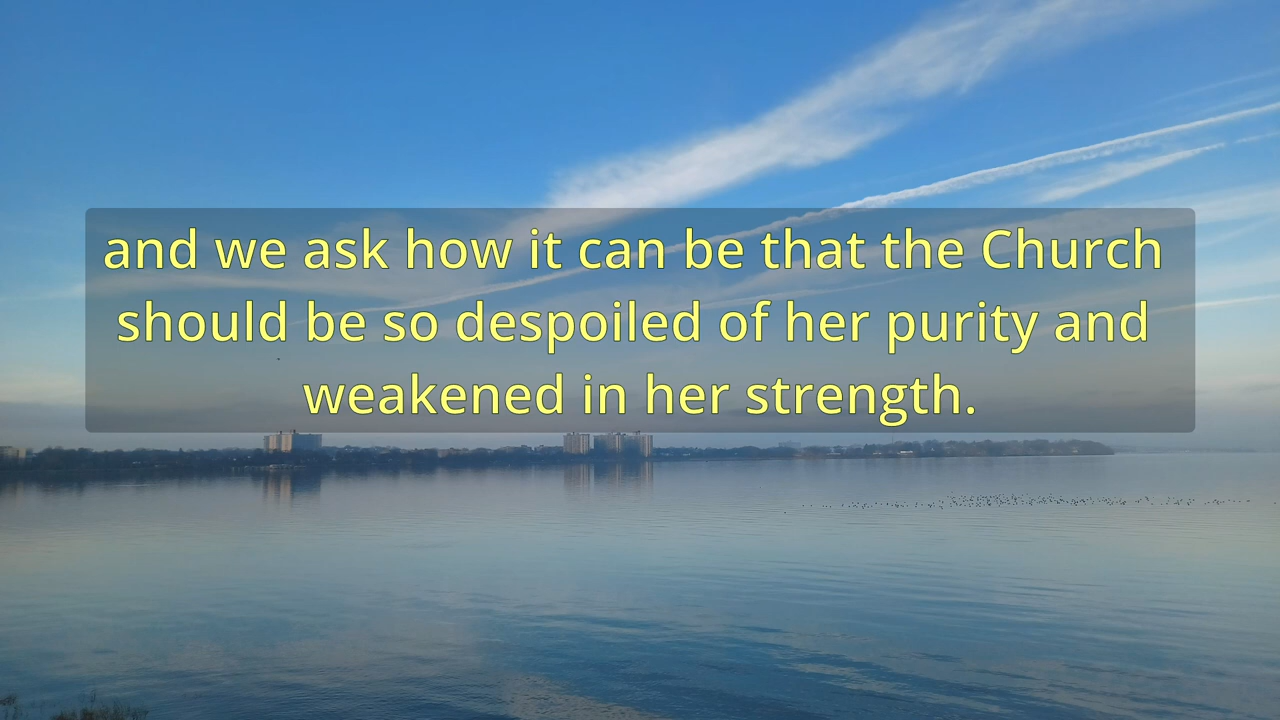 and we ask how it can be that the Church
should be so despoiled of her purity and
weakened in her strength.